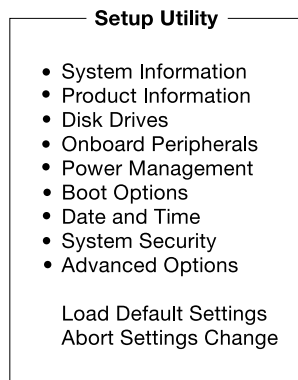 Setup Utility
• System Information
• Product Information
• Disk Drives
• Onboard Peripherals
• Power Management
• Boot Options
• Date and Time
• System Security
• Advanced Options
Load Default Settings
Abort Settings Change